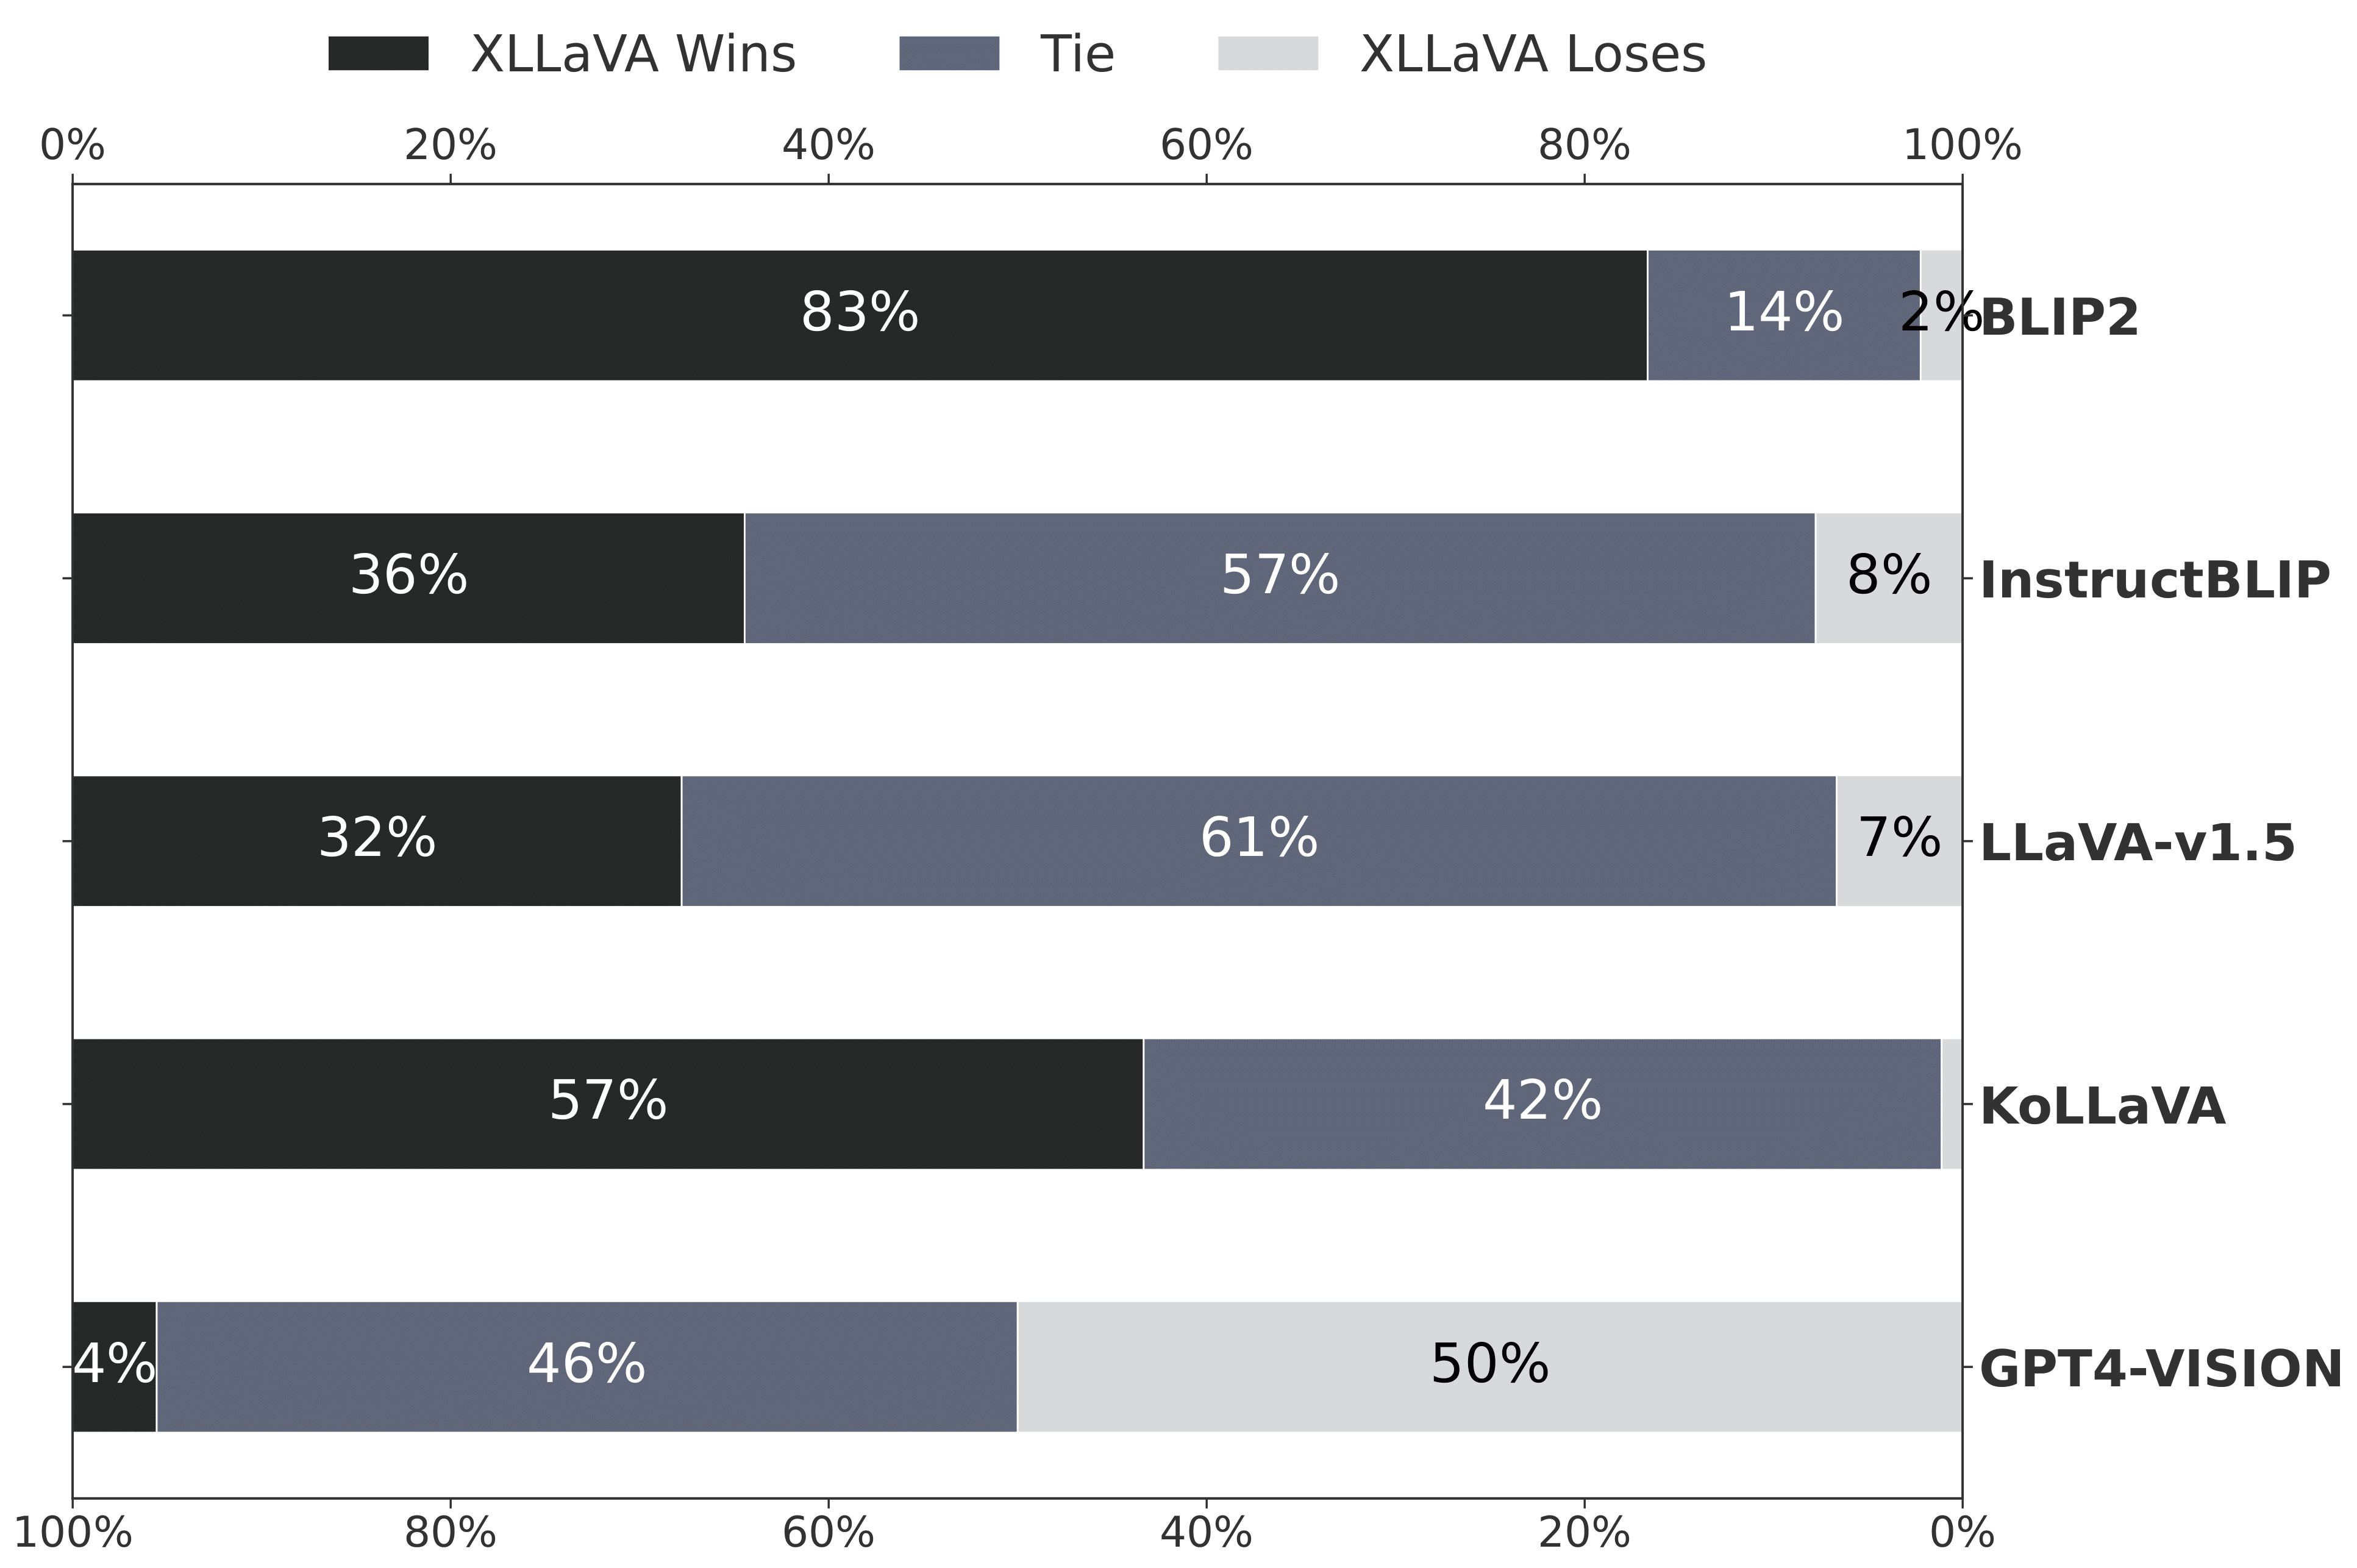 XLLaVA Wins Tie XLLaVA Loses
0% 20% 40% 60% 80% 100%
83% 14% 2% BLIP2
36% 57% 8% InstructBLIP
32% 61% 7% LLaVA-v1.5
57% 42% KoLLaVA
4% 46% 50% GPT4-VISION
100% 80% 60% 40% 20% 0%